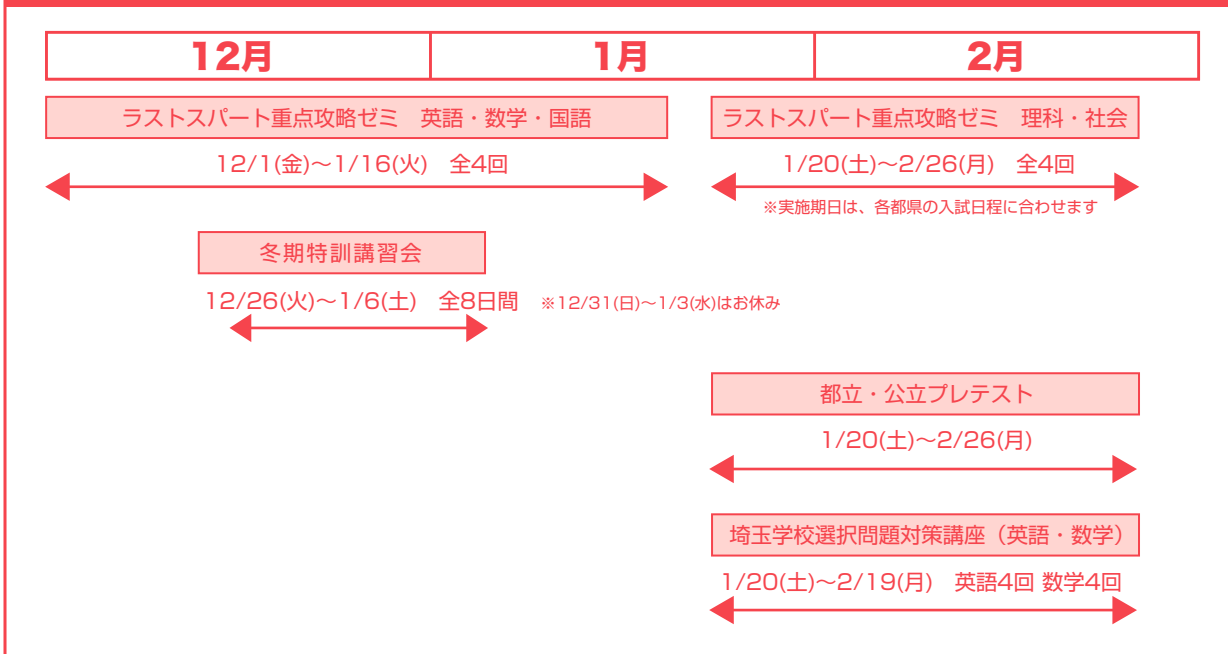 12月 1月 2月
ラストスパート重点攻略ゼミ 英語・数学・国語
12/1(金)～1/16(火) 全4回
ラストスパート重点攻略ゼミ 理科・社会
1/20(土)～2/26(月) 全4回
※実施期日は、各都県の入試日程に合わせます
冬期特訓講習会
12/26(火)～1/6(土) 全8日間 ※12/31(日)～1/3(水)はお休み
都立・公立プレテスト
1/20(土)～2/26(月)
埼玉学校選択問題対策講座（英語・数学）
1/20(土)～2/19(月) 英語4回 数学4回